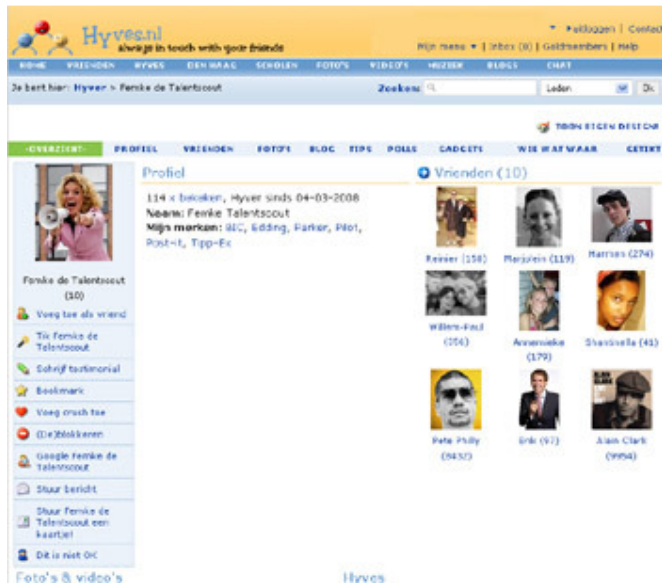 Hyves.nl
always in touch with your friends
Uitloggen | Contact
Mijn menu | Inbox (0) | Goldmembers | Help
HOME VRIENDEN HYVES DEN HAAG SCHOLEN FOTO'S VIDEO'S MUZIEK BLOGS CHAT
Je bent hier: Hyver > Femke de Talentscout
Zoeken: Leden Ok
TOON EIGEN DESIGN!
OVERZICHT PROFIEL VRIENDEN FOTO'S BLOG TIPS POLLS GADGETS WIE WAT WAAR GETIKT
Profiel
114 x bekeken, Hyver sinds 04-03-2008
Naam: Femke Talentscout
Mijn merken: BIC, Edding, Parker, Pilot,
Post-it, Tipp-Ex
Femke de Talentscout
(10)
Voeg toe als vriend
Tik Femke de
Talentscout
Schrijf testimonial
Bookmark
Voeg crush toe
(De)blokkeren
Google Femke de
Talentscout
Stuur bericht
Stuur Femke de
Talentscout een
kaartje!
Dit is niet OK
Foto's & video's
Vrienden (10)
Reinier (158) Marjolein (119) Harmen (274)
Willem-Paul
(356)
Annemieke
(179)
Shantinella (41)
Pete Philly
(8432)
Erik (97)
Alain Clark
(9984)
Hyves